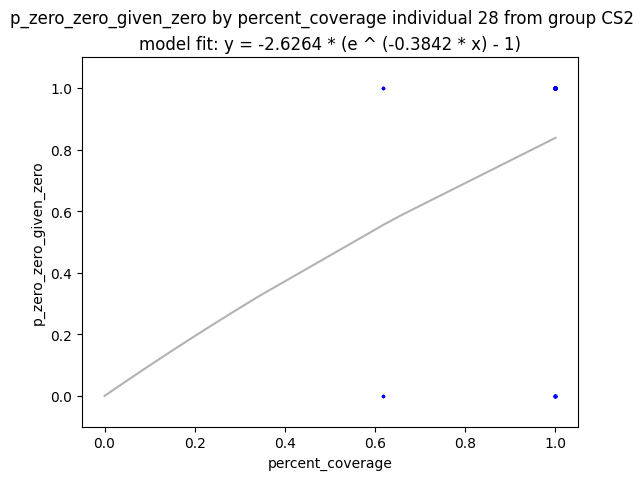 p_zero_zero_given_zero by percent_coverage individual 28 from group CS2
model fit: y = -2.6264 * (e ^ (-0.3842 * x) - 1)
1.0
0.8
0.6
0.4
0.2
0.0
p_zero_zero_given_zero
0.0 0.2 0.4 0.6 0.8 1.0
percent_coverage